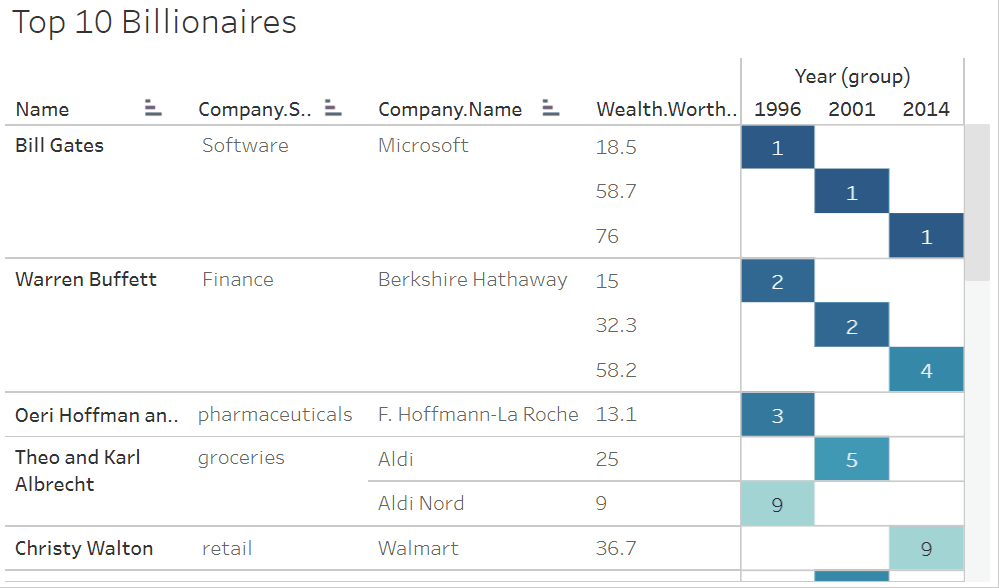 Top 10 Billionaires
Year (group)
Name Company.S.. Company.Name Wealth.Worth.. 1996 2001 2014
Bill Gates Software Microsoft 18.5 1
58.7 1
76 1
Warren Buffett Finance Berkshire Hathaway 15 2
32.3 2
58.2 4
Oeri Hoffman an.. pharmaceuticals F. Hoffmann-La Roche 13.1 3
Theo and Karl groceries Aldi 25 5
Albrecht
Aldi Nord 9 9
Christy Walton retail Walmart 36.7 9